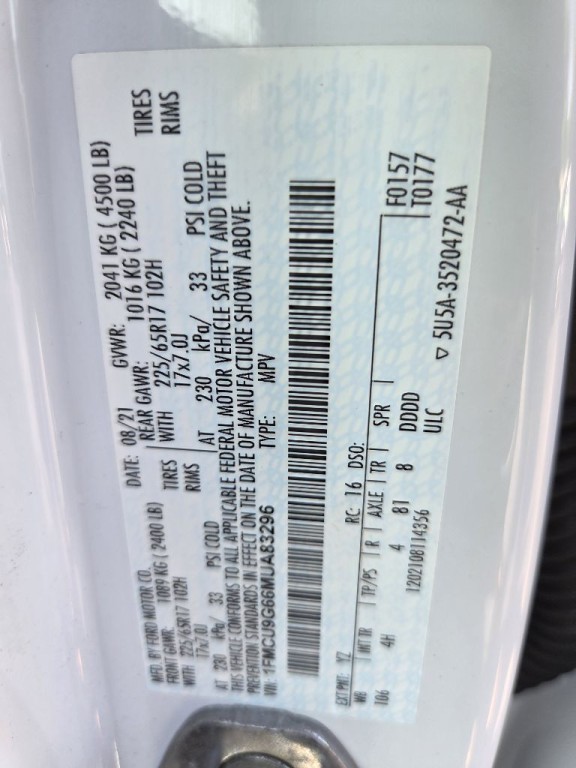 MFD. BY FORD MOTOR CO.
DATE: 08/21 GVWR: 2041 KG ( 4500 LB)
FRONT GAWR: 1089 KG ( 2400 LB) REAR GAWR: 1016 KG ( 2240 LB)
WITH 225/65R17 102H TIRES WITH 225/65R17 102H TIRES
17x7.0J RIMS 17x7.0J RIMS
AT 230 kPa/ 33 PSI COLD AT 230 kPa/ 33 PSI COLD
THIS VEHICLE CONFORMS TO ALL APPLICABLE FEDERAL MOTOR VEHICLE SAFETY AND THEFT
PREVENTION STANDARDS IN EFFECT ON THE DATE OF MANUFACTURE SHOWN ABOVE.
VIN: 1FMCU9G66MUA83296 TYPE: MPV
EXT PNT: YZ RC: 16 DSO: F0157
WB INT TR TP/PS R AXLE TR SPR T0177
106 4H 4 81 8 DDDD
1202108114356 ULC ▽ 5U5A-3520472-AA